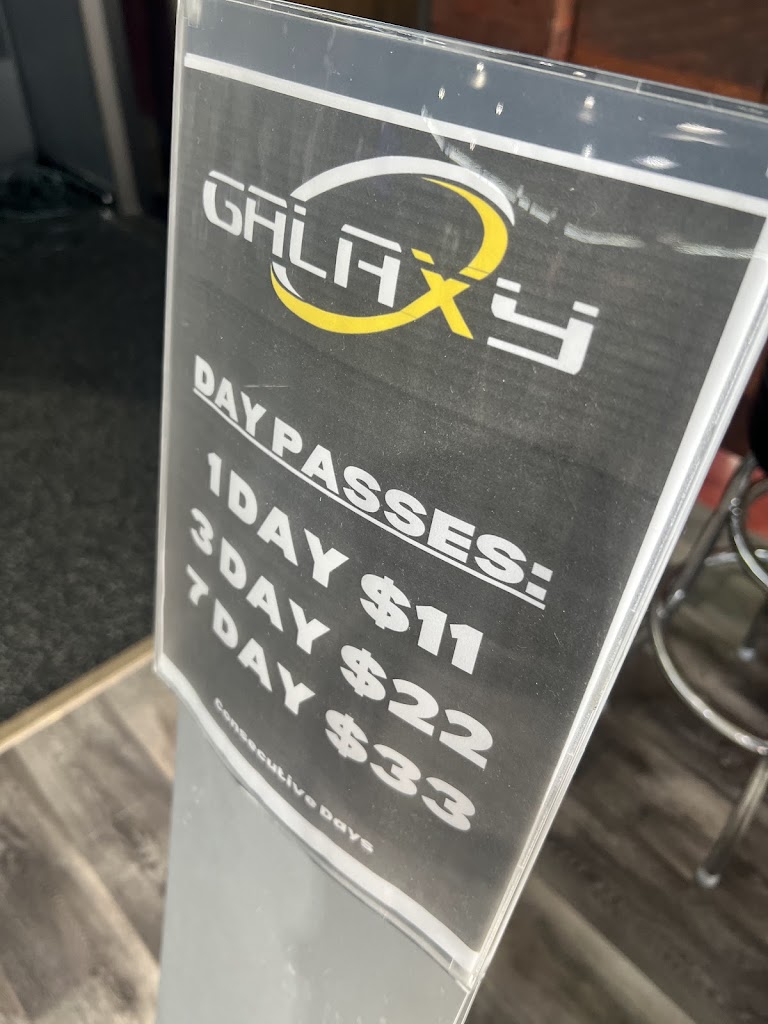 GALAXY
DAY PASSES:
1 DAY $11
3 DAY $22
7 DAY $33
Consecutive Days